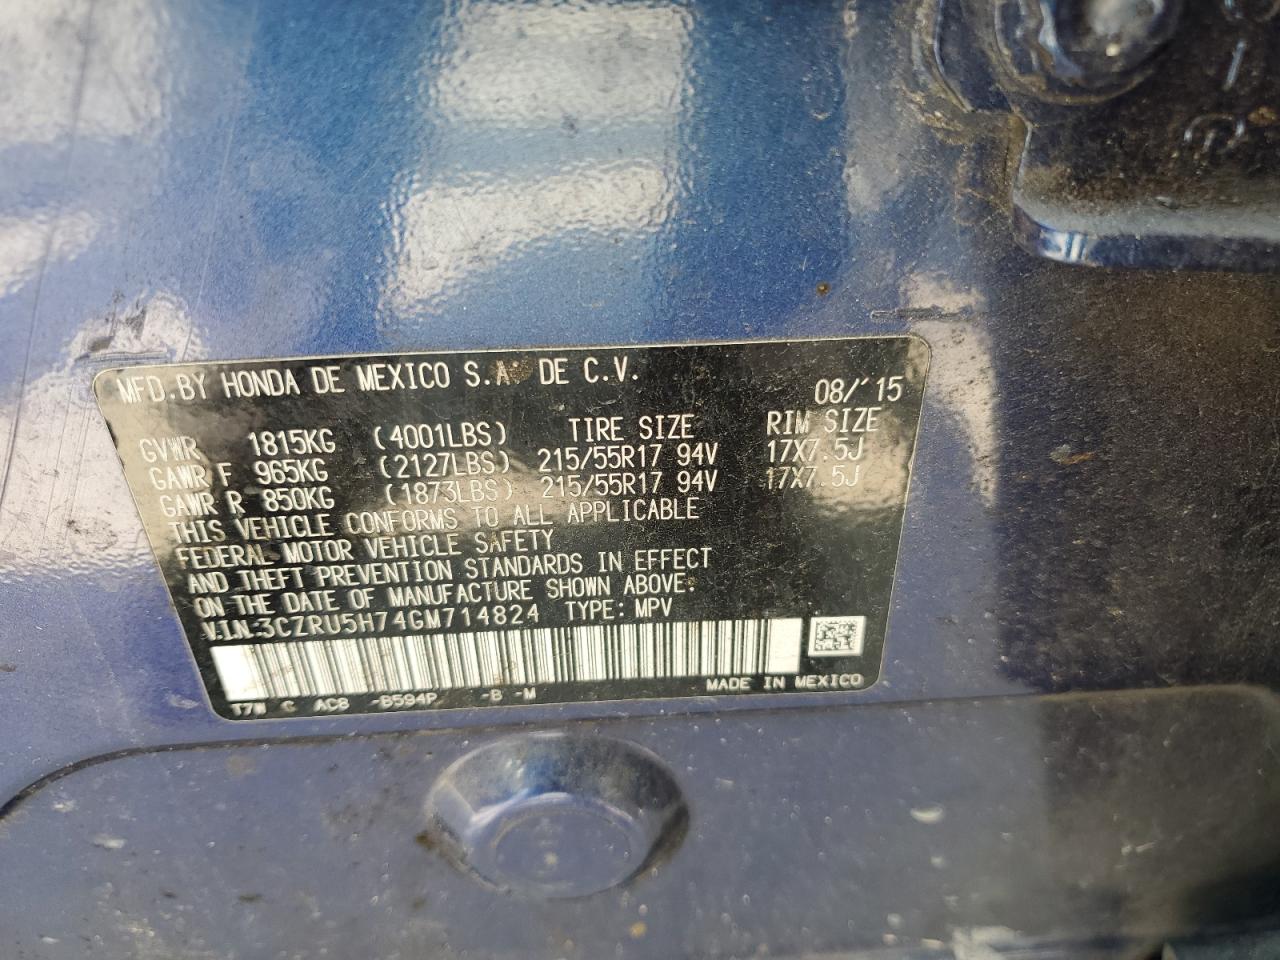 MFD.BY HONDA DE MEXICO S.A. DE C.V. 08/'15
GVWR 1815KG (4001LBS) TIRE SIZE RIM SIZE
GAWR F 965KG (2127LBS) 215/55R17 94V 17X7.5J
GAWR R 850KG (1873LBS) 215/55R17 94V 17X7.5J
THIS VEHICLE CONFORMS TO ALL APPLICABLE
FEDERAL MOTOR VEHICLE SAFETY
AND THEFT PREVENTION STANDARDS IN EFFECT
ON THE DATE OF MANUFACTURE SHOWN ABOVE.
V.I.N:3CZRU5H74GM714824 TYPE: MPV
T7W C AC8 -B594P -B -M MADE IN MEXICO